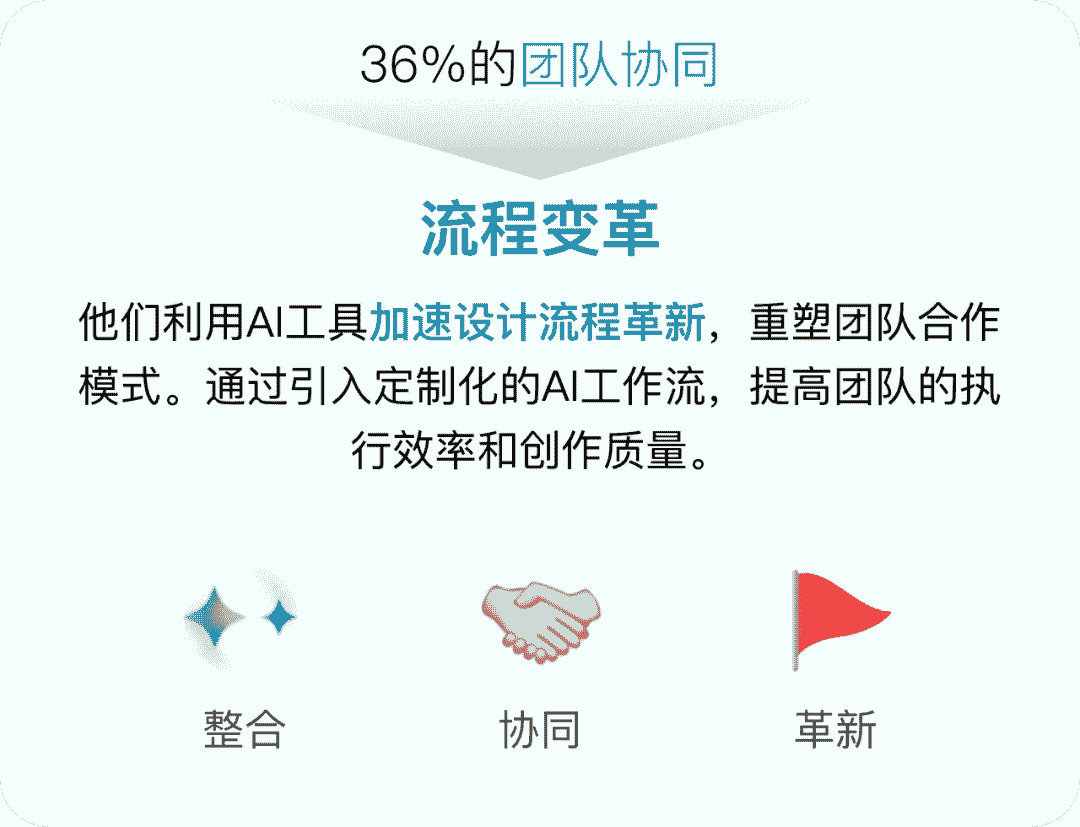 36%的团队协同
流程变革
他们利用AI工具加速设计流程革新，重塑团队合作
模式。通过引入定制化的AI工作流，提高团队的执
行效率和创作质量。
整合
协同
革新